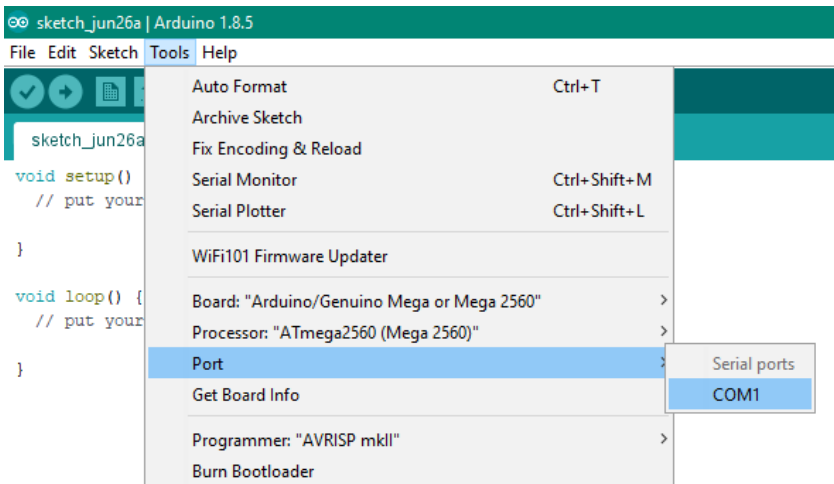 sketch_jun26a | Arduino 1.8.5
File Edit Sketch Tools Help
Auto Format Ctrl+T
Archive Sketch
sketch_jun26a
Fix Encoding & Reload
void setup()
Serial Monitor Ctrl+Shift+M
// put your
Serial Plotter Ctrl+Shift+L
}
WiFi101 Firmware Updater
void loop() {
Board: "Arduino/Genuino Mega or Mega 2560"
// put your
Processor: "ATmega2560 (Mega 2560)"
}
Port
Serial ports
Get Board Info
COM1
Programmer: "AVRISP mkII"
Burn Bootloader